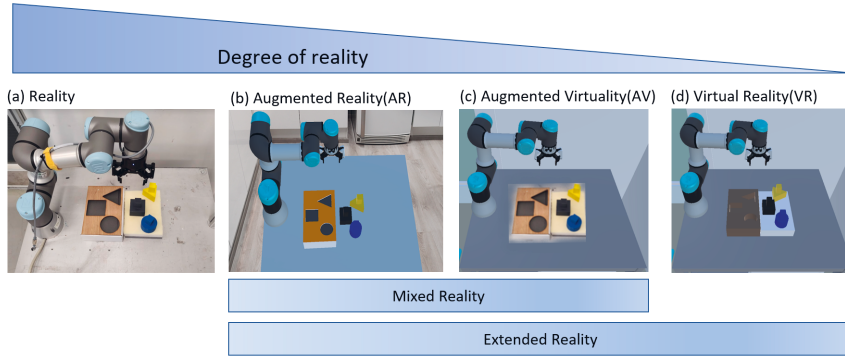 Degree of reality
(a) Reality
(b) Augmented Reality(AR)
(c) Augmented Virtuality(AV)
(d) Virtual Reality(VR)
Mixed Reality
Extended Reality